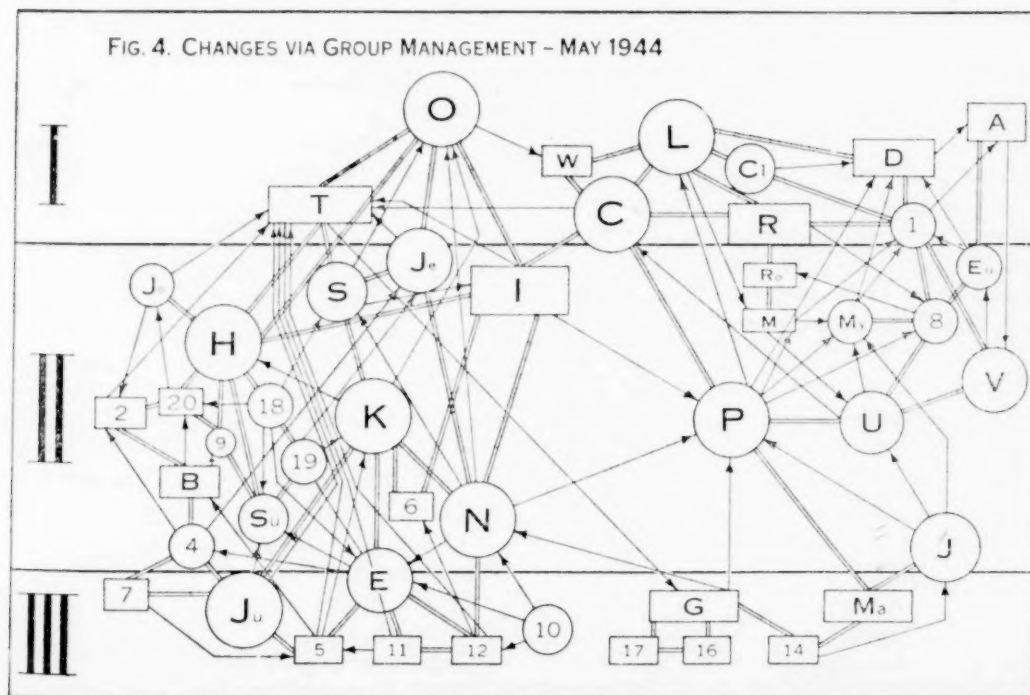 FIG. 4. CHANGES VIA GROUP MANAGEMENT – MAY 1944
I
O
L
A
W
Cl
D
T
C
R
1
Je
S
I
Eu
Ro
M
My
8
H
V
2
20
18
K
P
U
9
19
B
6
Su
N
4
J
E
7
Ju
G
Ma
10
5
11
12
17
16
14
II
III